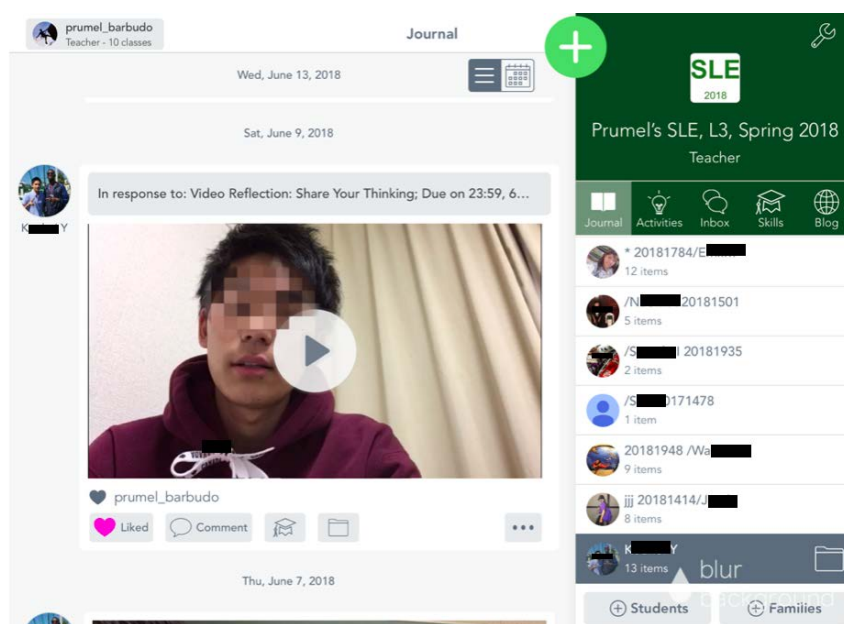 prumel_barbudo
Teacher - 10 classes
Journal
Wed, June 13, 2018
Sat, June 9, 2018
In response to: Video Reflection: Share Your Thinking; Due on 23:59, 6...
K Y
prumel_barbudo
Liked
Comment
Thu, June 7, 2018
SLE
2018
Prumel's SLE, L3, Spring 2018
Teacher
Journal
Activities
Inbox
Skills
Blog
* 20181784/E
12 items
/N 20181501
5 items
/S 20181935
2 items
/S 0171478
1 item
20181948 /Wa
9 items
jjj 20181414/J
8 items
K Y
13 items
blur
background
Students
Families